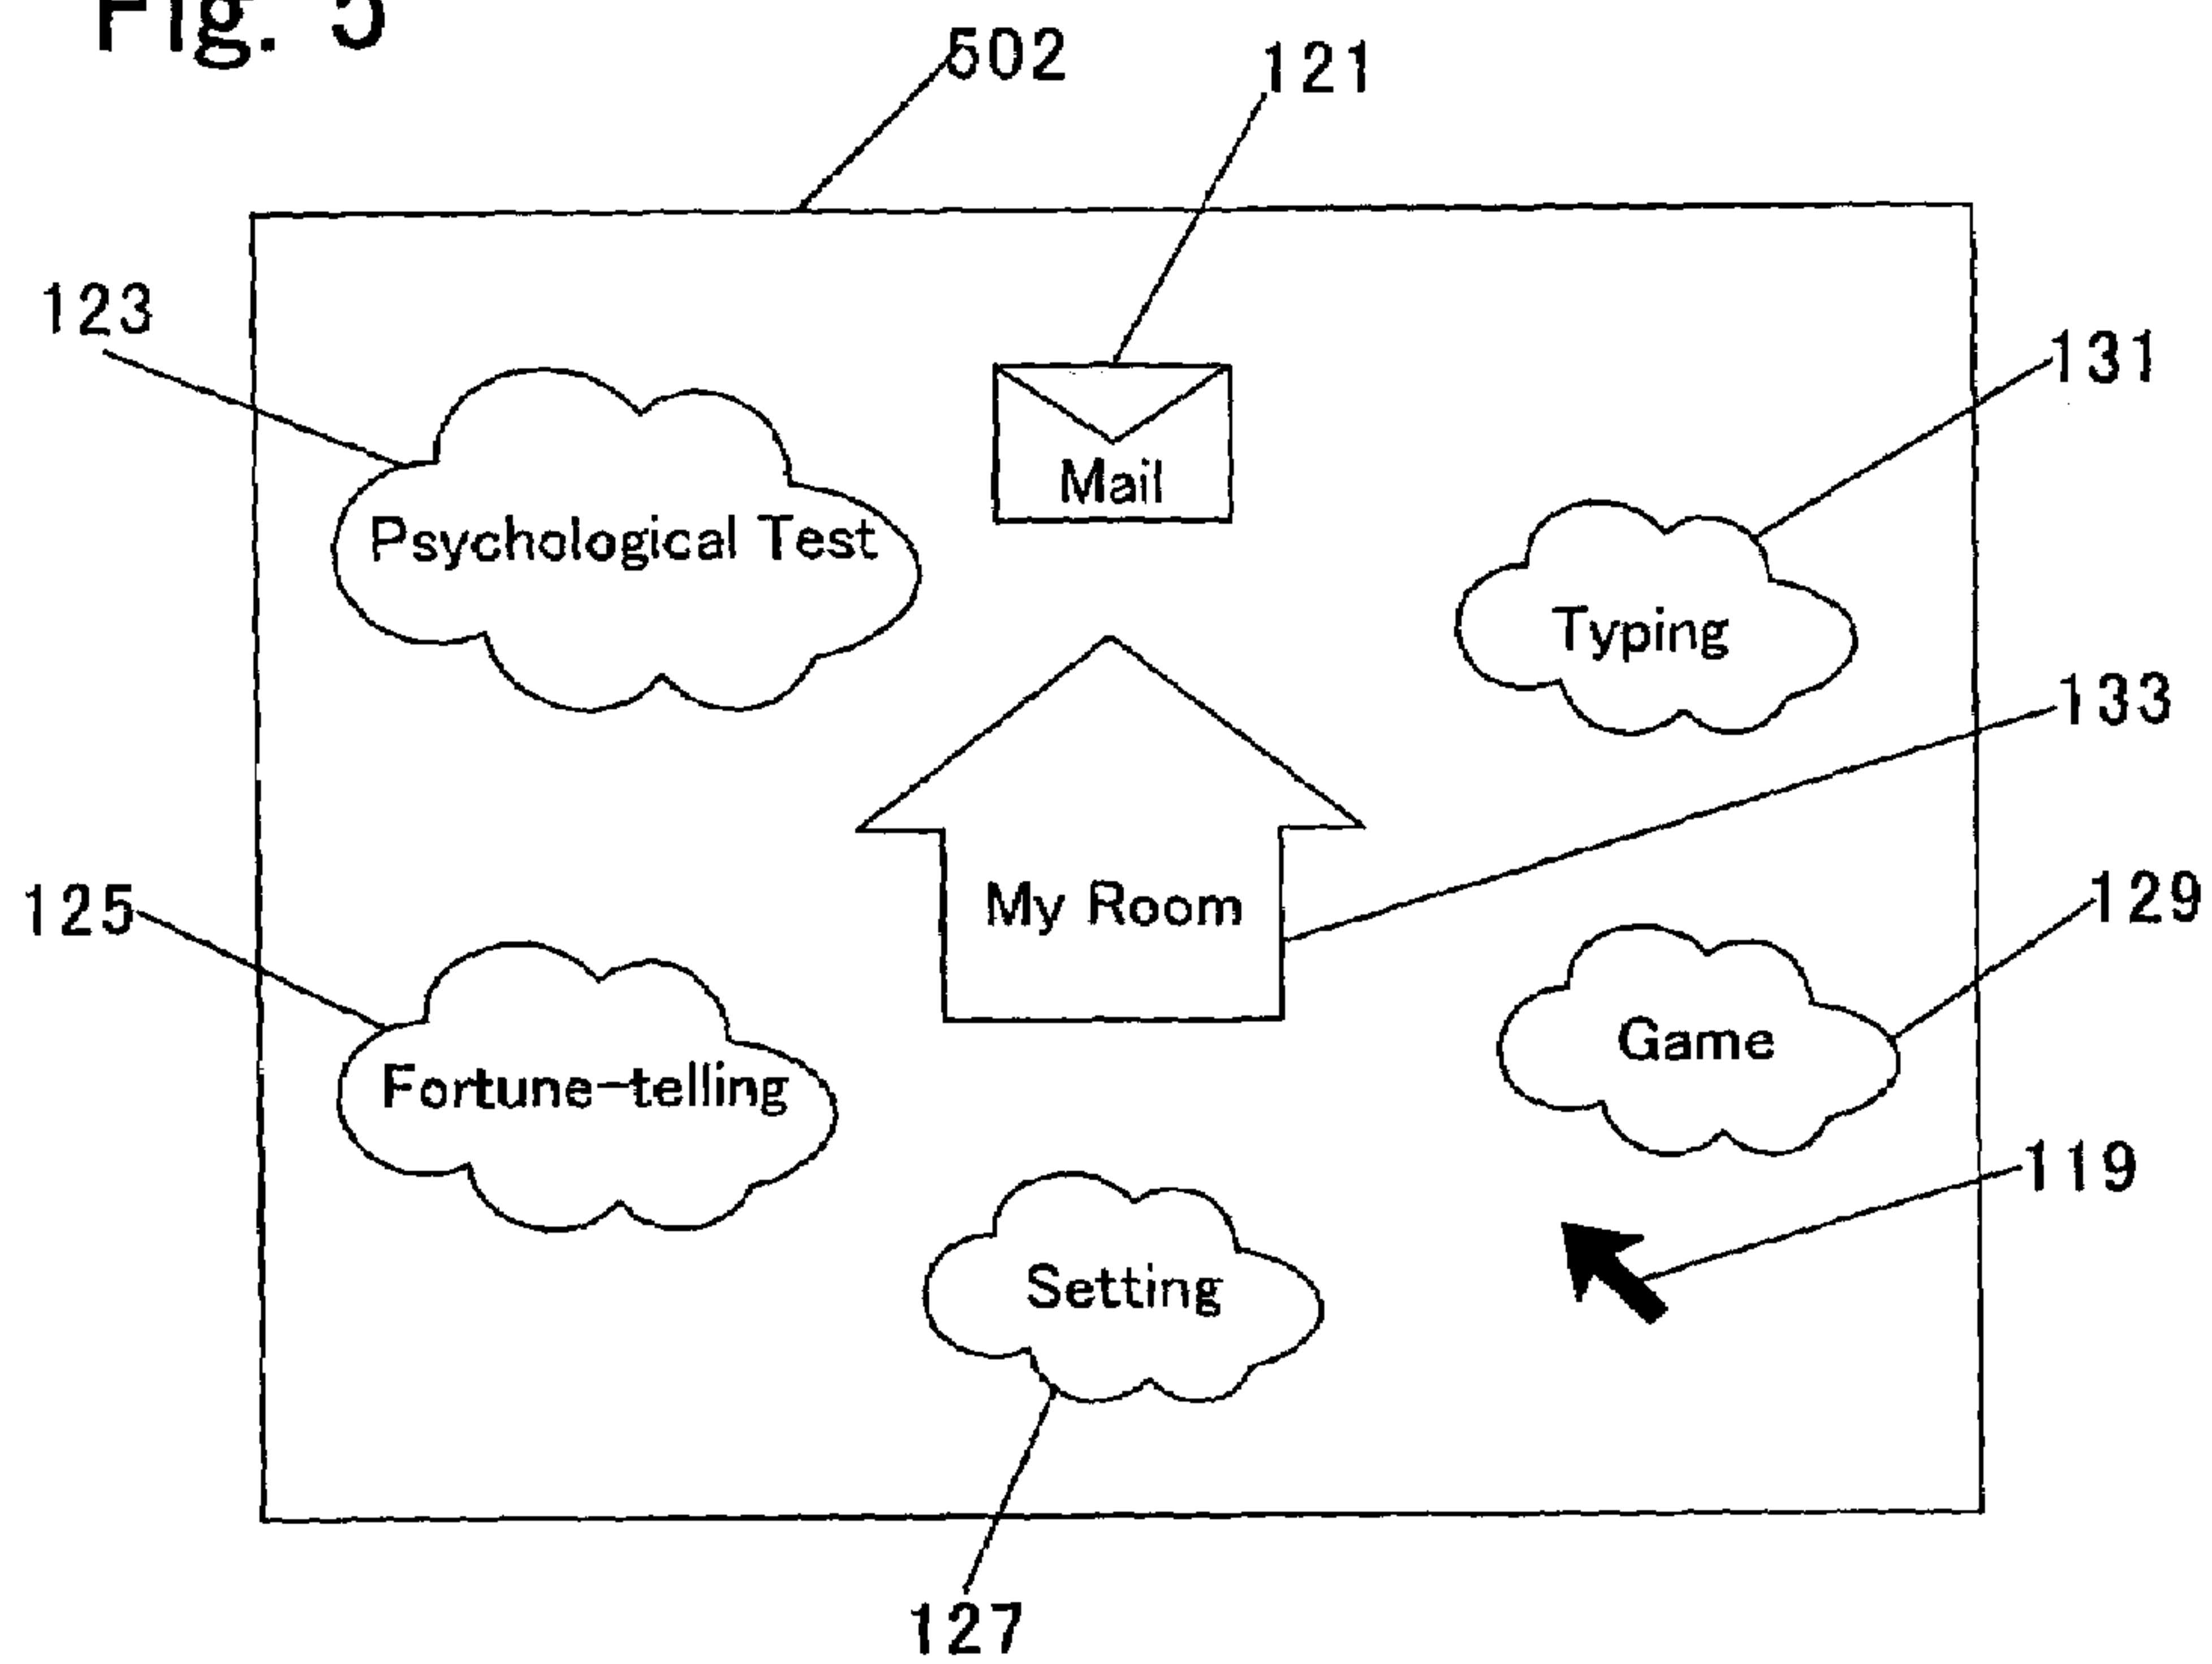 Fig. 5
502
121
123
131
Mail
Psychological Test
Typing
133
My Room
125
129
Game
Fortune-telling
119
Setting
127